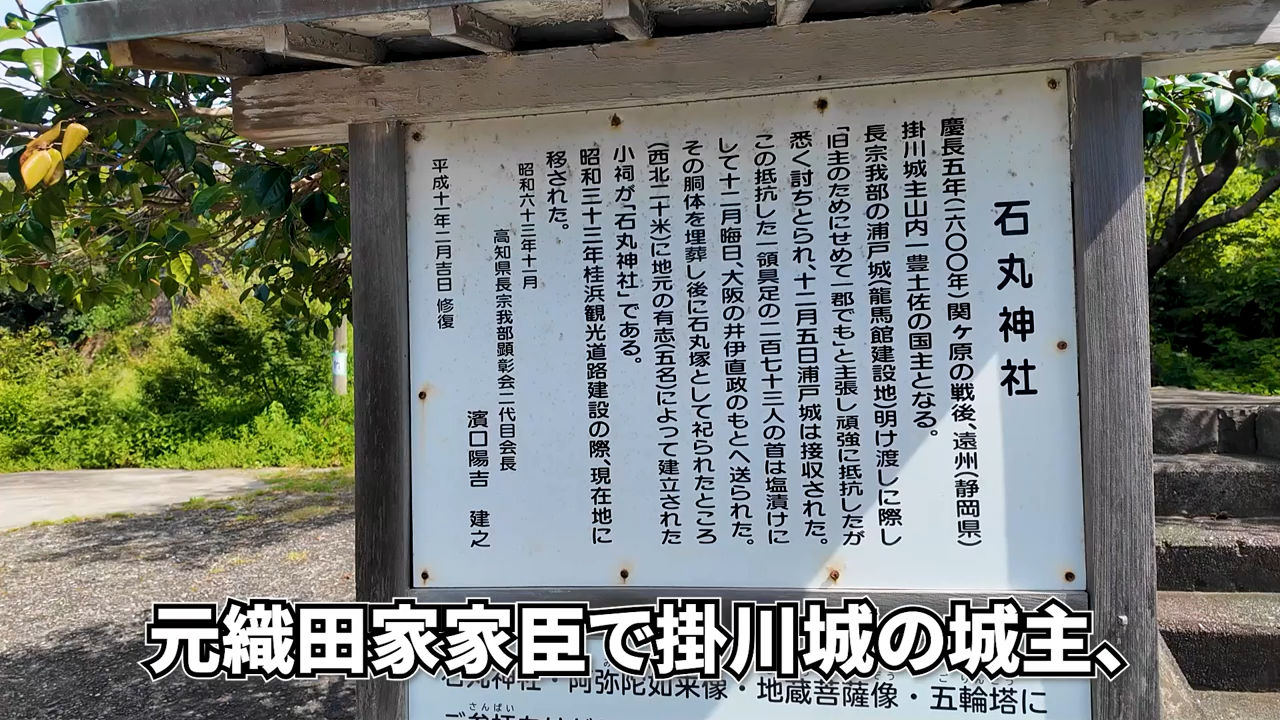 石丸神社
慶長五年(一六〇〇年)関ヶ原の戦後、遠州(静岡県)
掛川城主山内一豊土佐の国主となる。
長宗我部の浦戸城(龍馬館建設地)明け渡しに際し
「旧主のためにせめて一郡でも」と主張し頑強に抵抗したが
悉く討ちとられ、十二月五日浦戸城は接収された。
この抵抗した一領具足の二百七十三人の首は塩漬けに
して十二月晦日、大阪の井伊直政のもとへ送られた。
その胴体を埋葬し後に石丸塚として祀られたところ
(西北二十米)に地元の有志(五名)によって建立された
小祠が「石丸神社」である。
昭和三十三年桂浜観光道路建設の際、現在地に
移された。
昭和六十三年十一月
高知県長宗我部顕彰会二代目会長
濱口陽吉 建之
平成十一年二月吉日 修復
元織田家家臣で掛川城の城主、
石丸神社・阿弥陀如来像・地蔵菩薩像・五輪塔に